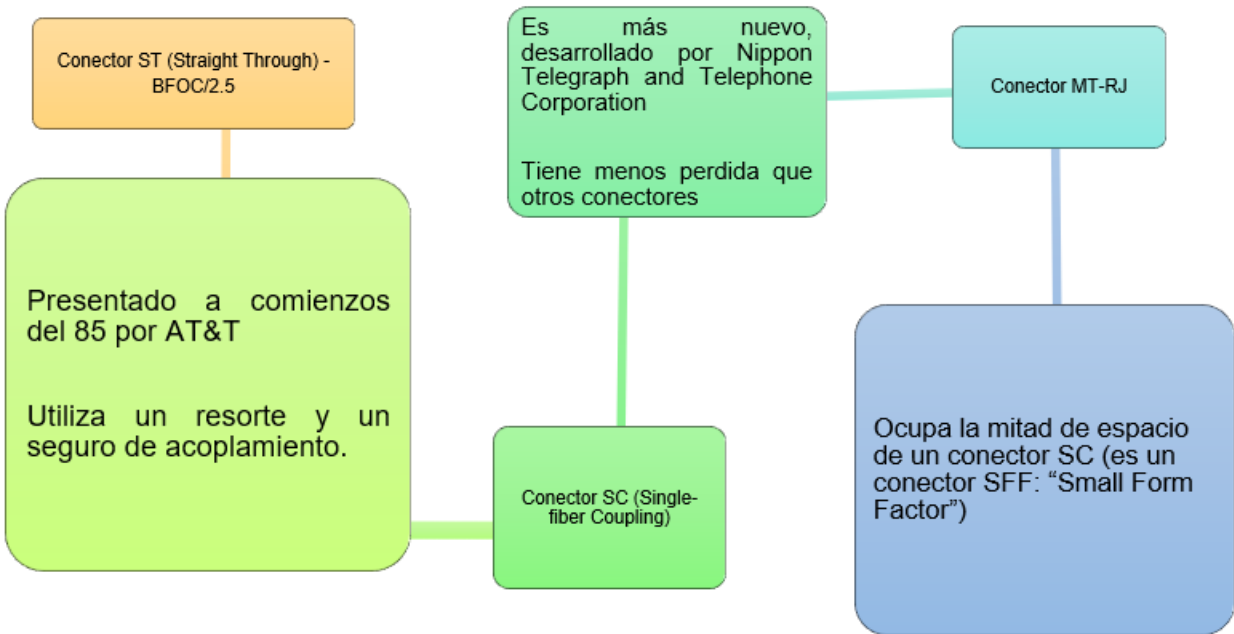 Conector ST (Straight Through) -
BFOC/2.5
Presentado a comienzos
del 85 por AT&T
Utiliza un resorte y un
seguro de acoplamiento.
Conector SC (Single-
fiber Coupling)
Es más nuevo,
desarrollado por Nippon
Telegraph and Telephone
Corporation
Tiene menos perdida que
otros conectores
Conector MT-RJ
Ocupa la mitad de espacio
de un conector SC (es un
conector SFF: “Small Form
Factor”)